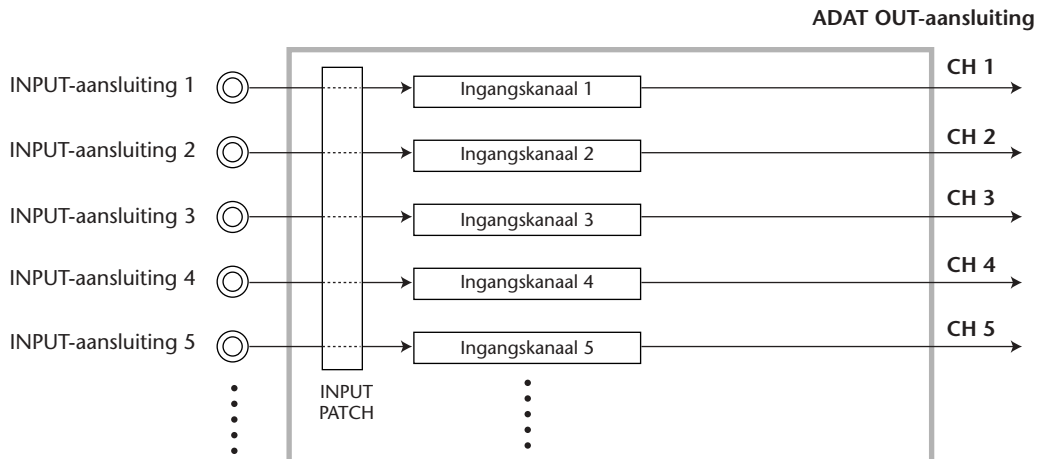 ADAT OUT-aansluiting
INPUT-aansluiting 1
Ingangskanaal 1
CH 1
INPUT-aansluiting 2
Ingangskanaal 2
CH 2
INPUT-aansluiting 3
Ingangskanaal 3
CH 3
INPUT-aansluiting 4
Ingangskanaal 4
CH 4
INPUT-aansluiting 5
Ingangskanaal 5
CH 5
INPUT
PATCH